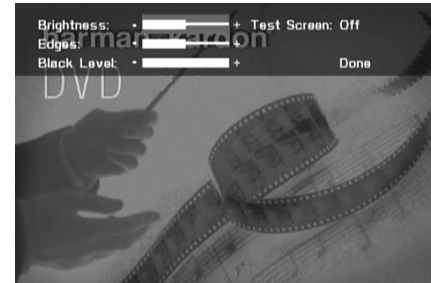 Brightness: - + Test Screen: Off
harman/kardon
Edges: - +
Black Level: - + Done
DVD